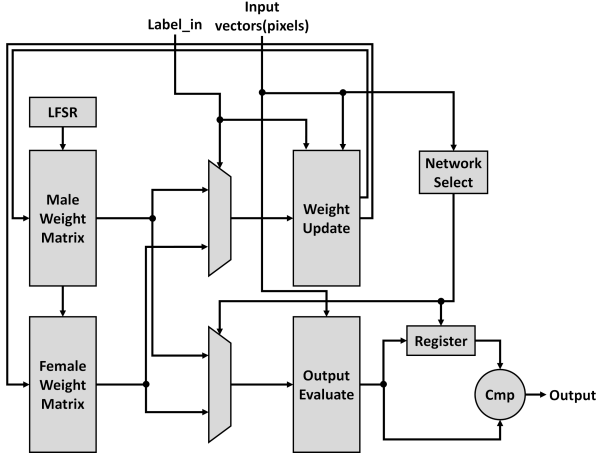 Input
vectors(pixels)
Label_in
LFSR
Male
Weight
Matrix
Weight
Update
Network
Select
Female
Weight
Matrix
Output
Evaluate
Register
Cmp
Output